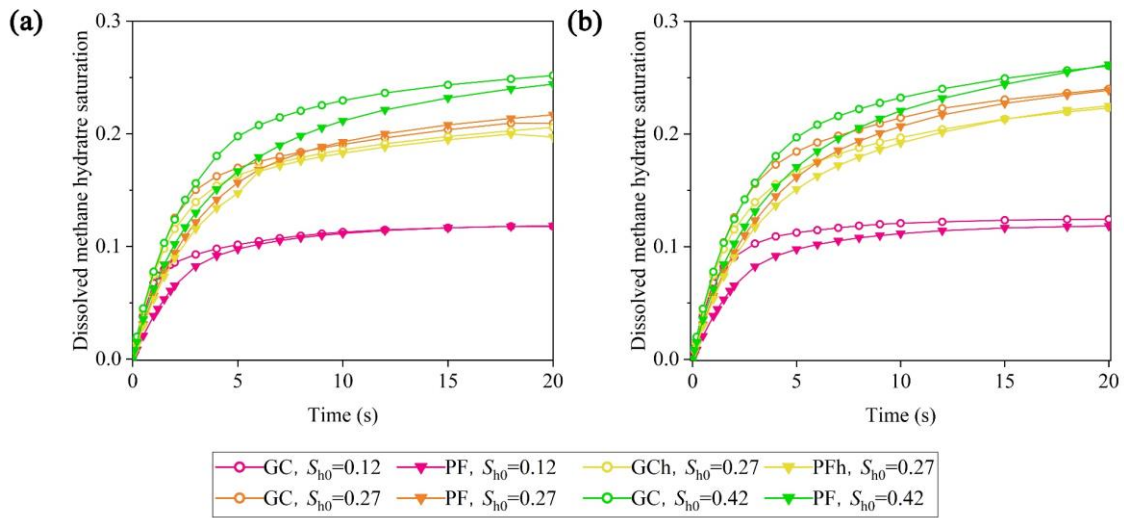 (a)
Dissolved methane hydratre saturation
0.3
0.2
0.1
0.0
0 5 10 15 20
Time (s)
(b)
Dissolved methane hydratre saturation
0.3
0.2
0.1
0.0
0 5 10 15 20
Time (s)
GC, Sh0=0.12 PF, Sh0=0.12 GCh, Sh0=0.27 PFh, Sh0=0.27
GC, Sh0=0.27 PF, Sh0=0.27 GC, Sh0=0.42 PF, Sh0=0.42